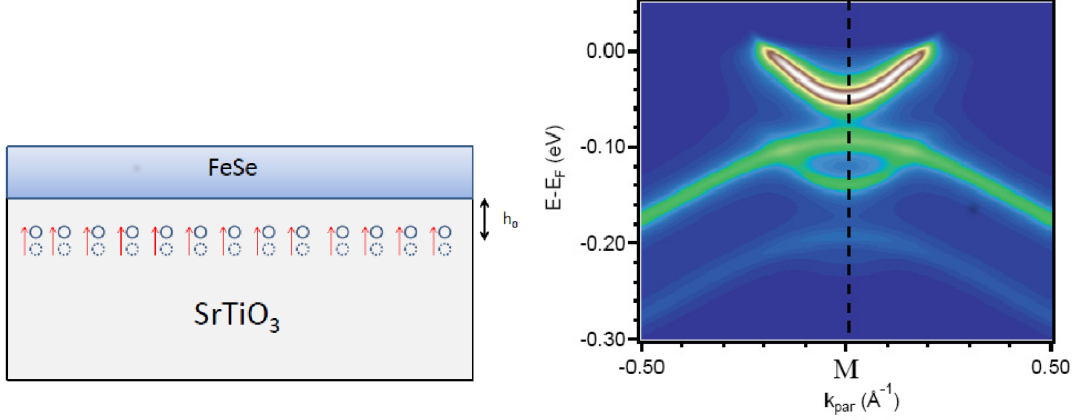 FeSe
h₀
SrTiO₃
E-E_F (eV)
0.00
-0.10
-0.20
-0.30
-0.50
M
0.50
k_par (Å⁻¹)